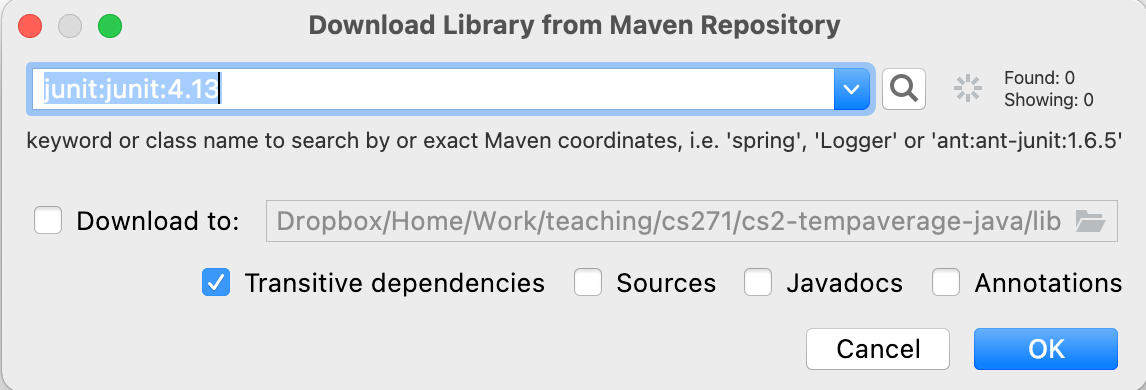 Download Library from Maven Repository
junit:junit:4.13
Found: 0
Showing: 0
keyword or class name to search by or exact Maven coordinates, i.e. 'spring', 'Logger' or 'ant:ant-junit:1.6.5'
Download to: Dropbox/Home/Work/teaching/cs271/cs2-tempaverage-java/lib
Transitive dependencies Sources Javadocs Annotations
Cancel OK